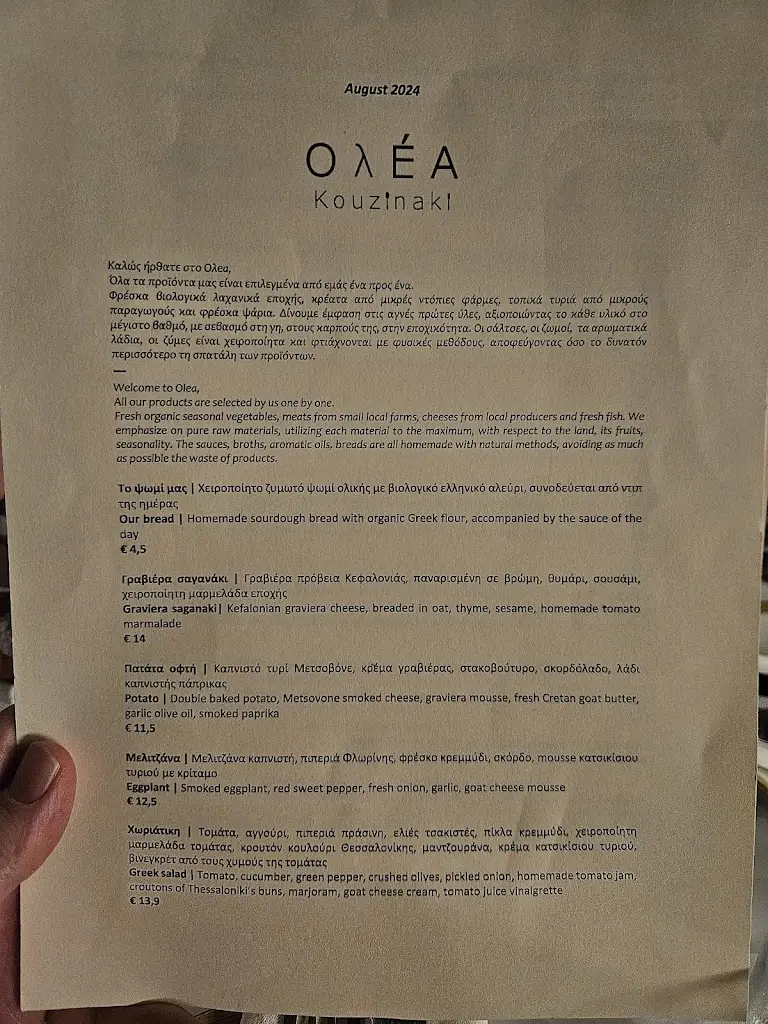 August 2024
ΟλέΑ
Kouzinaki
Καλώς ήρθατε στο Ολea,
Όλα τα προϊόντα μας είναι επιλεγμένα από εμάς ένα προς ένα.
Φρέσκα βιολογικά λαχανικά εποχής, κρέατα από μικρές ντόπιες φάρμες, τοπικά τυριά από μικρούς
παραγωγούς και φρέσκα ψάρια. Δίνουμε έμφαση στις αγνές πρώτες ύλες, αξιοποιώντας το κάθε υλικό στο
μέγιστο βαθμό, με σεβασμό στη γη, στους καρπούς της, στην εποχικότητα. Οι σάλτσες, οι ζωμοί, τα αρωματικά
λάδια, οι ζύμες είναι χειροποίητα και φτιάχνονται με φυσικές μεθόδους, αποφεύγοντας όσο το δυνατόν
περισσότερο τη σπατάλη των προϊόντων.
—
Welcome to Olea,
All our products are selected by us one by one.
Fresh organic seasonal vegetables, meats from small local farms, cheeses from local producers and fresh fish. We
emphasize on pure raw materials, utilizing each material to the maximum, with respect to the land, its fruits,
seasonality. The sauces, broths, aromatic oils, breads are all homemade with natural methods, avoiding as much
as possible the waste of products.
Το ψωμί μας | Χειροποίητο ζυμωτό ψωμί ολικής με βιολογικό ελληνικό αλεύρι, συνοδεύεται από ντιπ
της ημέρας
Our bread | Homemade sourdough bread with organic Greek flour, accompanied by the sauce of the
day
€ 4,5
Γραβιέρα σαγανάκι | Γραβιέρα πρόβεια Κεφαλονιάς, παναρισμένη σε βρώμη, θυμάρι, σουσάμι,
χειροποίητη μαρμελάδα εποχής
Graviera saganaki| Kefalonian graviera cheese, breaded in oat, thyme, sesame, homemade tomato
marmalade
€ 14
Πατάτα οφτή | Καπνιστό τυρί Μετσοβόνε, κρέμα γραβιέρας, στακοβούτυρο, σκορδόλαδο, λάδι
καπνιστής πάπρικας
Potato | Double baked potato, Metsovone smoked cheese, graviera mousse, fresh Cretan goat butter,
garlic olive oil, smoked paprika
€ 11,5
Μελιτζάνα | Μελιτζάνα καπνιστή, πιπεριά Φλωρίνης, φρέσκο κρεμμύδι, σκόρδο, mousse κατσικίσιου
τυριού με κρίταμο
Eggplant | Smoked eggplant, red sweet pepper, fresh onion, garlic, goat cheese mousse
€ 12,5
Χωριάτικη | Τομάτα, αγγούρι, πιπεριά πράσινη, ελιές τσακιστές, πίκλα κρεμμύδι, χειροποίητη
μαρμελάδα τομάτας, κρουτόν κουλούρι Θεσσαλονίκης, μαντζουράνα, κρέμα κατσικίσιου τυριού,
βινεγκρέτ από τους χυμούς της τομάτας
Greek salad | Tomato, cucumber, green pepper, crushed olives, pickled onion, homemade tomato jam,
croutons of Thessaloniki's buns, marjoram, goat cheese cream, tomato juice vinaigrette
€ 13,9